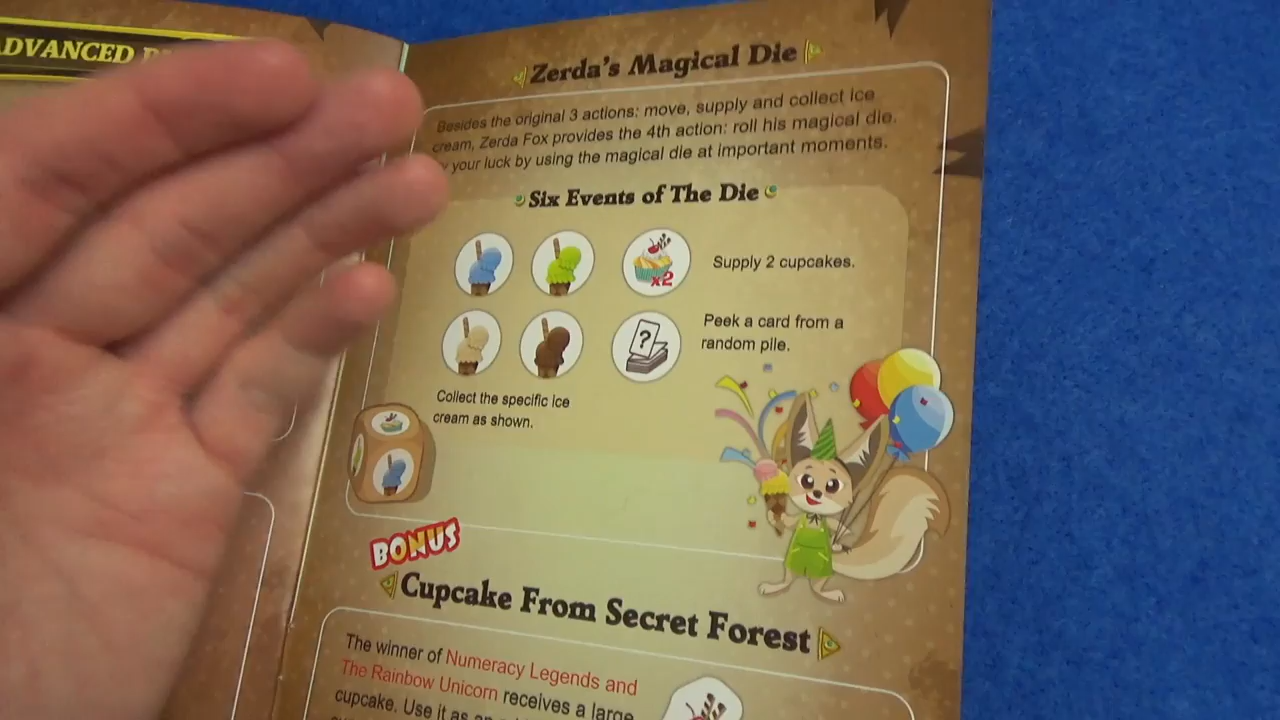 ADVANCED
Zerda's Magical Die
Besides the original 3 actions: move, supply and collect ice
cream, Zerda Fox provides the 4th action: roll his magical die.
your luck by using the magical die at important moments.
Six Events of The Die
x2
Supply 2 cupcakes.
?
Peek a card from a
random pile.
Collect the specific ice
cream as shown.
BONUS
Cupcake From Secret Forest
The winner of Numeracy Legends and
The Rainbow Unicorn receives a large
cupcake. Use it as